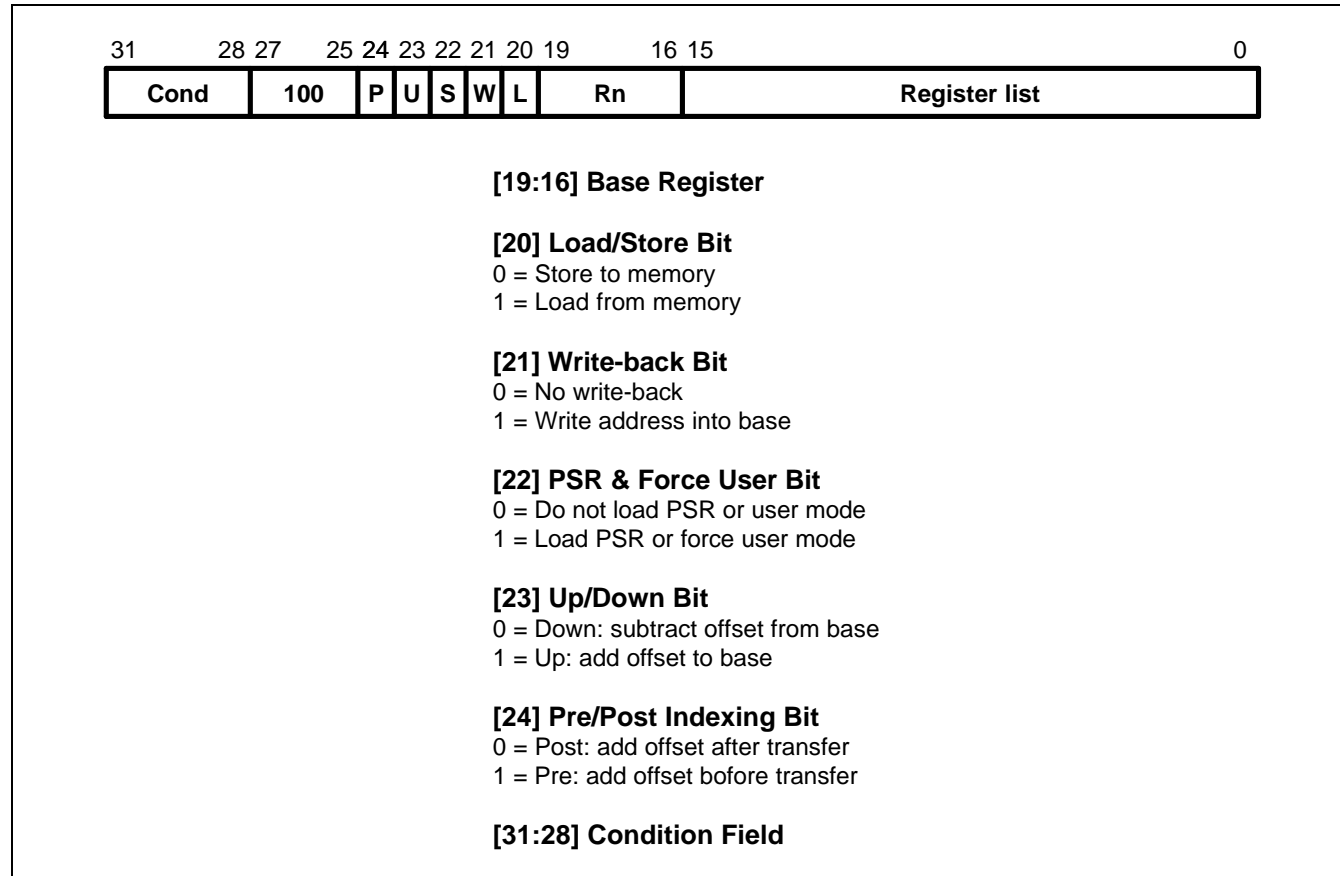 31 28 27 25 24 23 22 21 20 19 16 15 0
Cond 100 P U S W L Rn Register list
[19:16] Base Register
[20] Load/Store Bit
0 = Store to memory
1 = Load from memory
[21] Write-back Bit
0 = No write-back
1 = Write address into base
[22] PSR & Force User Bit
0 = Do not load PSR or user mode
1 = Load PSR or force user mode
[23] Up/Down Bit
0 = Down: subtract offset from base
1 = Up: add offset to base
[24] Pre/Post Indexing Bit
0 = Post: add offset after transfer
1 = Pre: add offset bofore transfer
[31:28] Condition Field